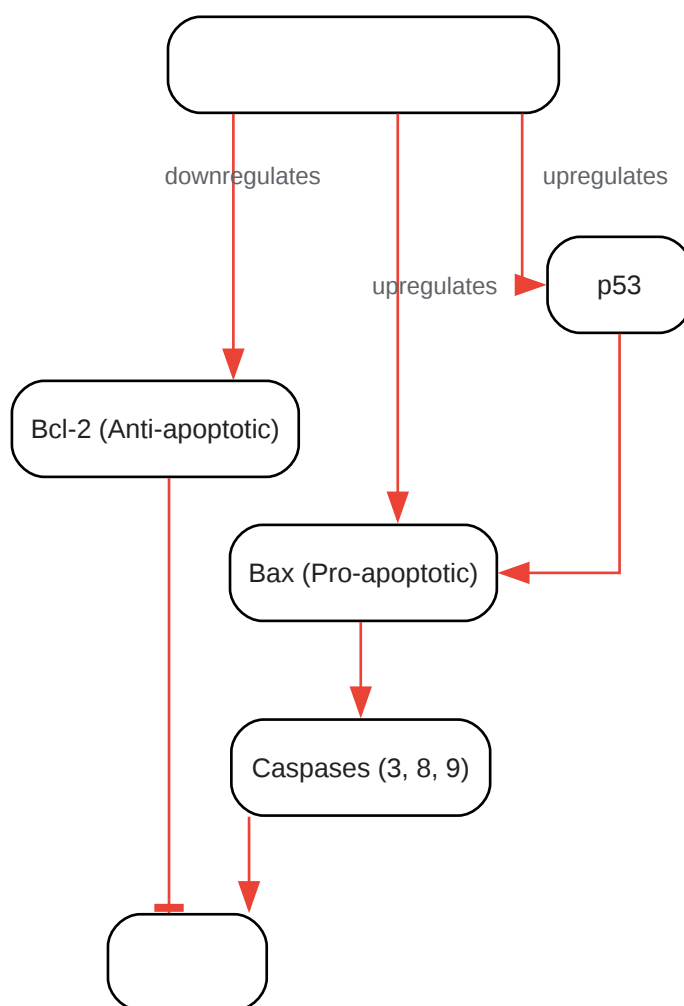 downregulates
upregulates
upregulates
p53
Bcl-2 (Anti-apoptotic)
Bax (Pro-apoptotic)
Caspases (3, 8, 9)